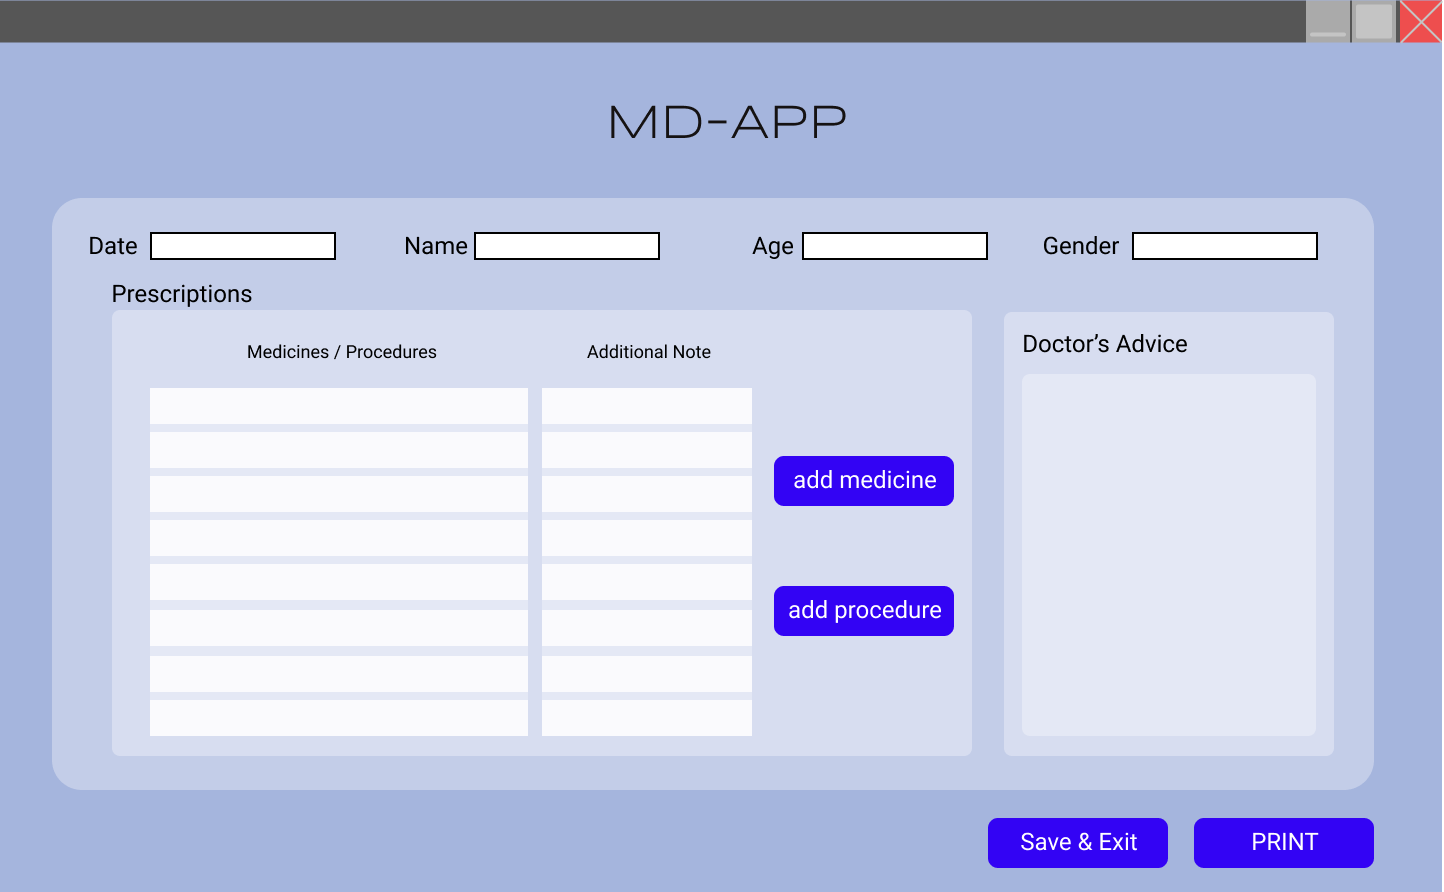 MD-APP
Date Name Age Gender
Prescriptions
Medicines / Procedures Additional Note
Doctor’s Advice
add medicine
add procedure
Save & Exit PRINT